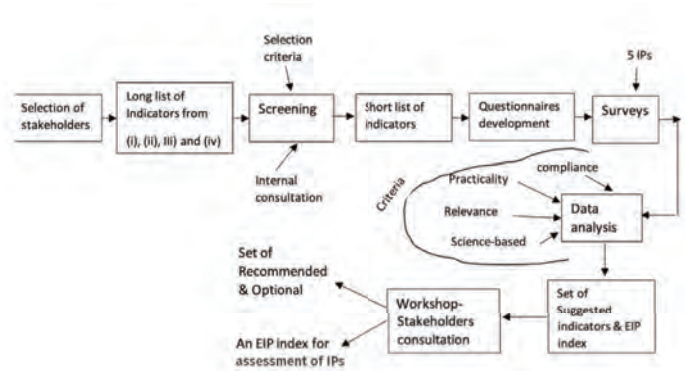 Selection
criteria
5 IPs
Selection of
stakeholders
Long list of
Indicators from
(i), (ii), III) and (iv)
Screening
Short list of
indicators
Questionnaires
development
Surveys
Internal
consultation
Criteria
Practicality
compliance
Relevance
Science-based
Data
analysis
Set of
Recommended
& Optional
An EIP index for
assessment of IPs
Workshop-
Stakeholders
consultation
Set of
Suggested
indicators & EIP
index